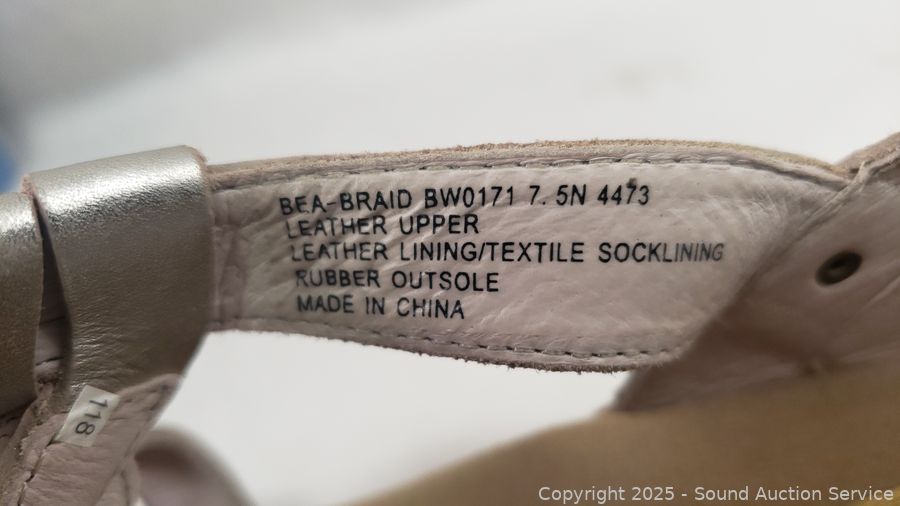 BEA-BRAID BW0171 7.5N 4473
LEATHER UPPER
LEATHER LINING/TEXTILE SOCKLINING
RUBBER OUTSOLE
MADE IN CHINA
118
Copyright © 2025 - Sound Auction Service